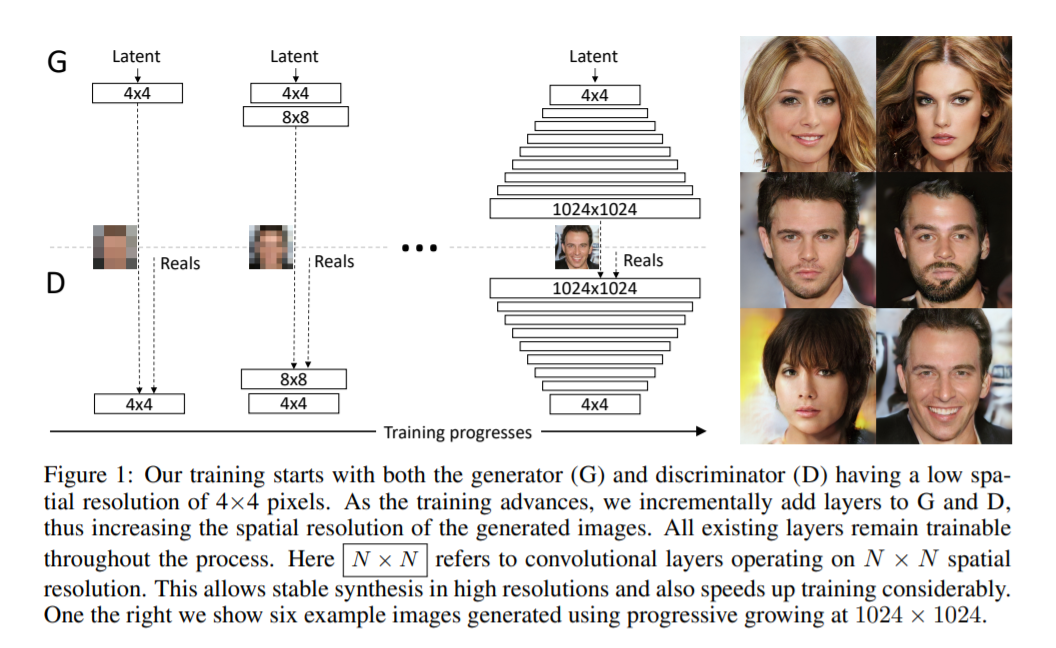 G
Latent
4x4
Latent
4x4
8x8
Latent
4x4
1024x1024
Reals
Reals
Reals
D
1024x1024
8x8
4x4
4x4
4x4
Training progresses
Figure 1: Our training starts with both the generator (G) and discriminator (D) having a low spa-
tial resolution of 4×4 pixels. As the training advances, we incrementally add layers to G and D,
thus increasing the spatial resolution of the generated images. All existing layers remain trainable
throughout the process. Here N × N refers to convolutional layers operating on N × N spatial
resolution. This allows stable synthesis in high resolutions and also speeds up training considerably.
One the right we show six example images generated using progressive growing at 1024 × 1024.